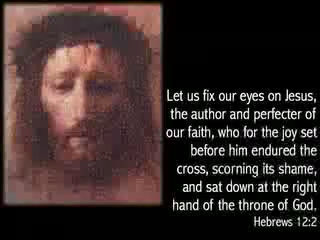 Let us fix our eyes on Jesus,
the author and perfecter of
our faith, who for the joy set
before him endured the
cross, scorning its shame,
and sat down at the right
hand of the throne of God.
Hebrews 12:2